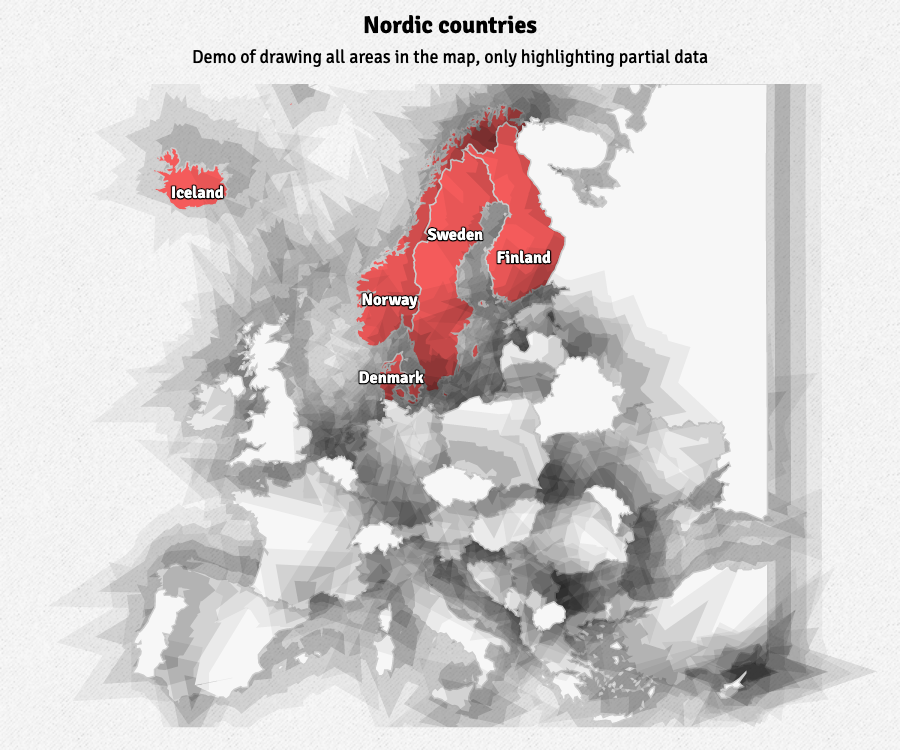 Nordic countries
Demo of drawing all areas in the map, only highlighting partial data
Iceland
Sweden
Finland
Norway
Denmark